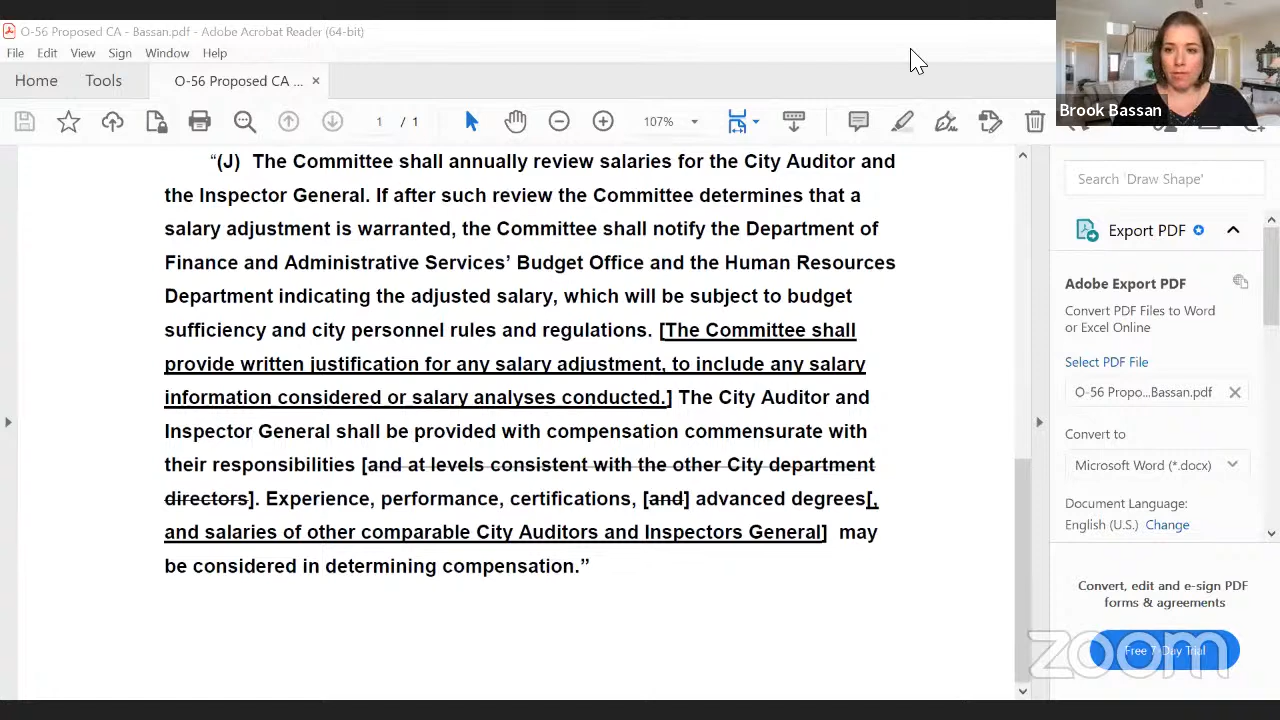 O-56 Proposed CA - Bassan.pdf - Adobe Acrobat Reader (64-bit)
File Edit View Sign Window Help
Home Tools O-56 Proposed CA ... ×
1 / 1 107%
Brook Bassan
“(J) The Committee shall annually review salaries for the City Auditor and
the Inspector General. If after such review the Committee determines that a
salary adjustment is warranted, the Committee shall notify the Department of
Finance and Administrative Services’ Budget Office and the Human Resources
Department indicating the adjusted salary, which will be subject to budget
sufficiency and city personnel rules and regulations. [The Committee shall
provide written justification for any salary adjustment, to include any salary
information considered or salary analyses conducted.] The City Auditor and
Inspector General shall be provided with compensation commensurate with
their responsibilities [and at levels consistent with the other City department
directors]. Experience, performance, certifications, [and] advanced degrees[,
and salaries of other comparable City Auditors and Inspectors General] may
be considered in determining compensation.”
Search 'Draw Shape'
Export PDF
Adobe Export PDF
Convert PDF Files to Word
or Excel Online
Select PDF File
O-56 Propo...Bassan.pdf
Convert to
Microsoft Word (*.docx)
Document Language:
English (U.S.) Change
Convert, edit and e-sign PDF
forms & agreements
Free 7-Day Trial
zoom